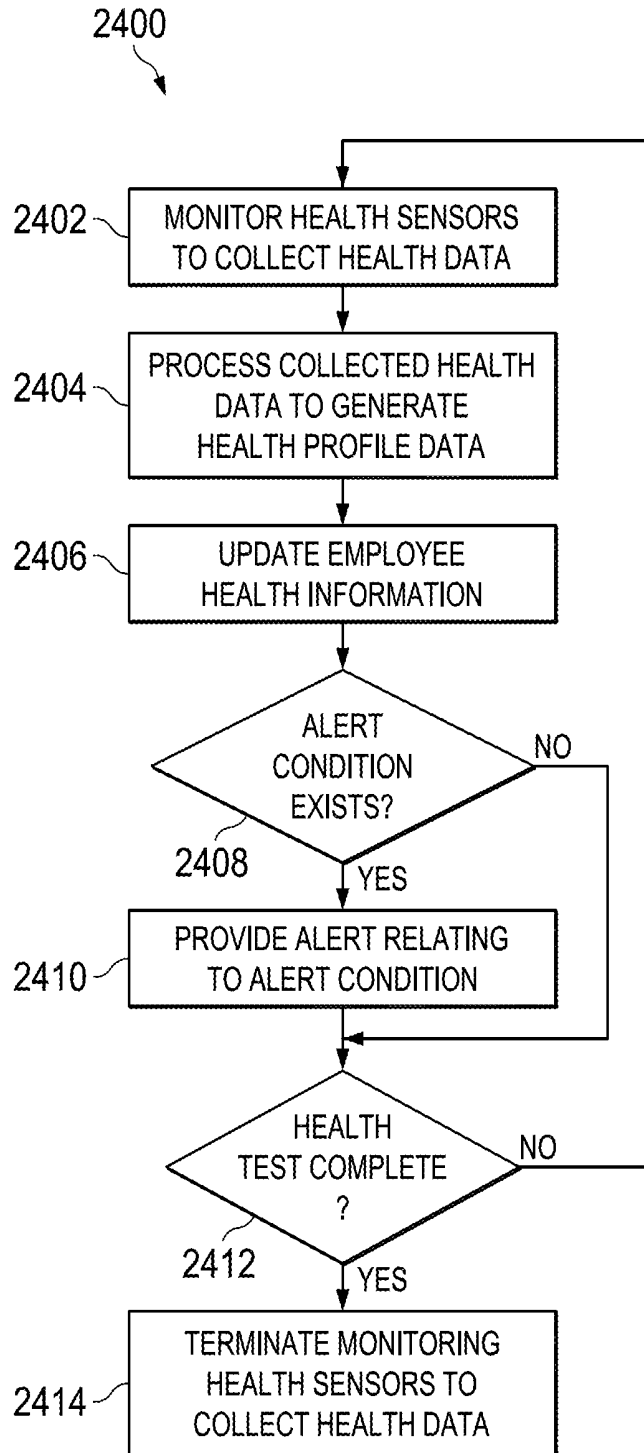 2400
2402
MONITOR HEALTH SENSORS
TO COLLECT HEALTH DATA
2404
PROCESS COLLECTED HEALTH
DATA TO GENERATE
HEALTH PROFILE DATA
2406
UPDATE EMPLOYEE
HEALTH INFORMATION
ALERT
CONDITION
EXISTS?
NO
2408
YES
2410
PROVIDE ALERT RELATING
TO ALERT CONDITION
HEALTH
TEST COMPLETE
?
NO
2412
YES
2414
TERMINATE MONITORING
HEALTH SENSORS TO
COLLECT HEALTH DATA